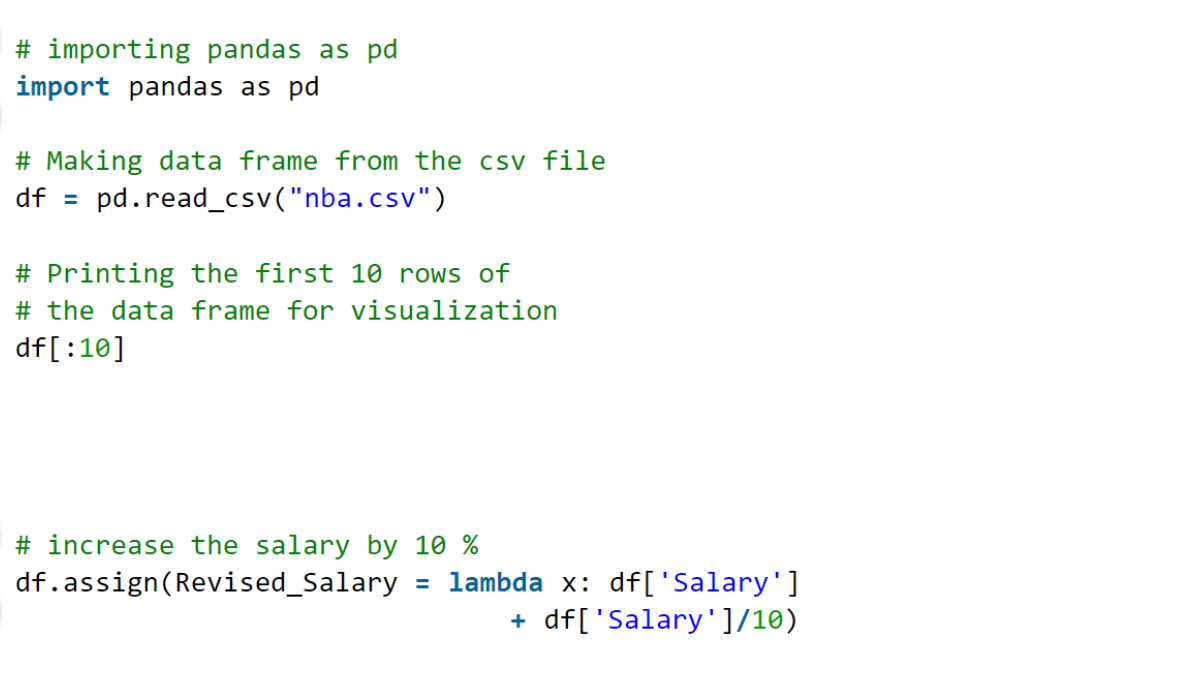 # importing pandas as pd
import pandas as pd
# Making data frame from the csv file
df = pd.read_csv("nba.csv")
# Printing the first 10 rows of
# the data frame for visualization
df[:10]
# increase the salary by 10 %
df.assign(Revised_Salary = lambda x: df['Salary']
+ df['Salary']/10)